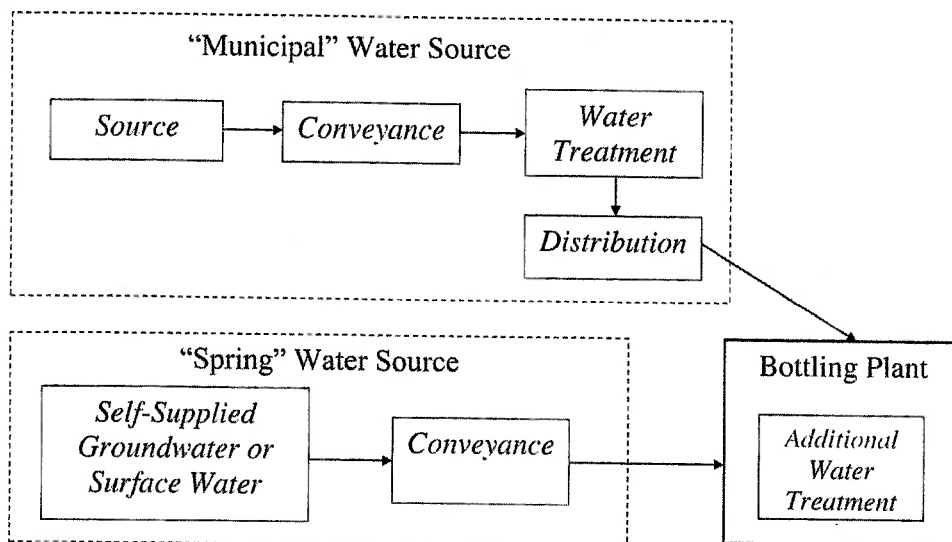 “Municipal” Water Source
Source
Conveyance
Water
Treatment
Distribution
“Spring” Water Source
Self-Supplied
Groundwater or
Surface Water
Conveyance
Bottling Plant
Additional
Water
Treatment